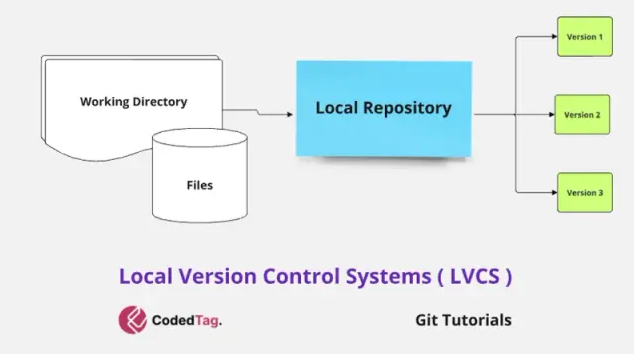 Working Directory
Files
Local Repository
Version 1
Version 2
Version 3
Local Version Control Systems ( LVCS )
CodedTag.
Git Tutorials